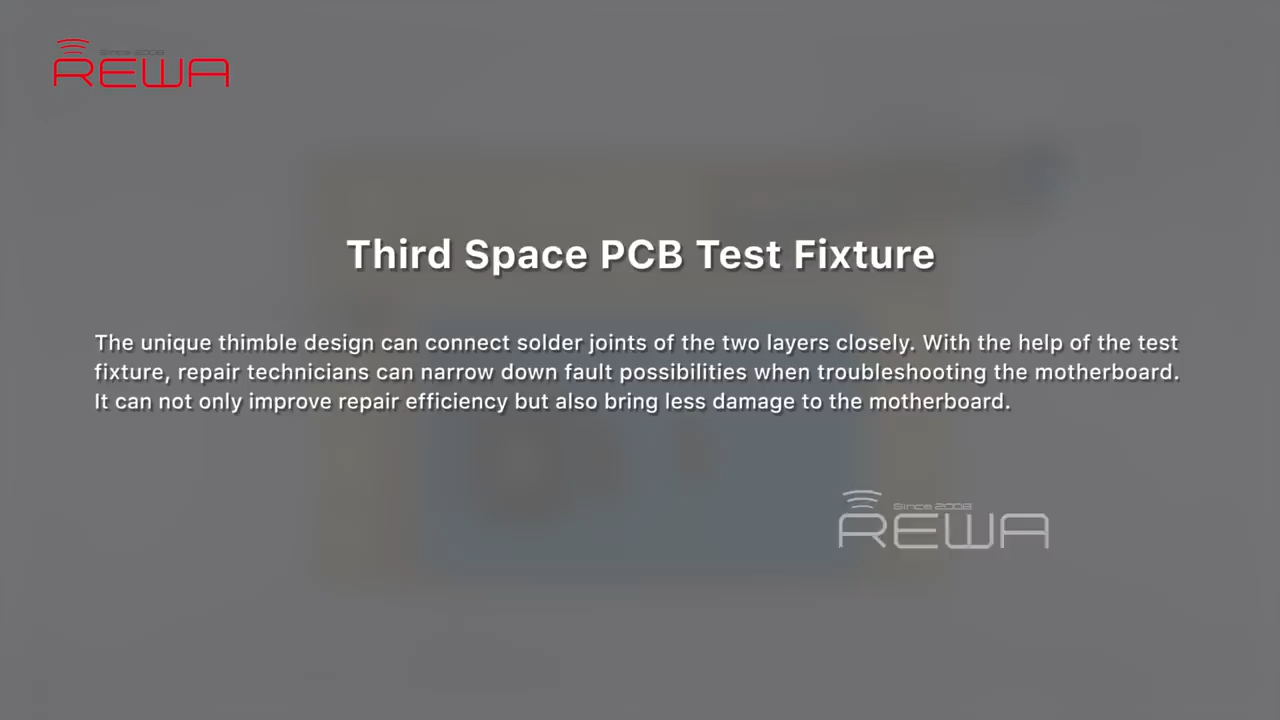 Since 2008
REWA
Third Space PCB Test Fixture
The unique thimble design can connect solder joints of the two layers closely. With the help of the test
fixture, repair technicians can narrow down fault possibilities when troubleshooting the motherboard.
It can not only improve repair efficiency but also bring less damage to the motherboard.
Since 2008
REWA